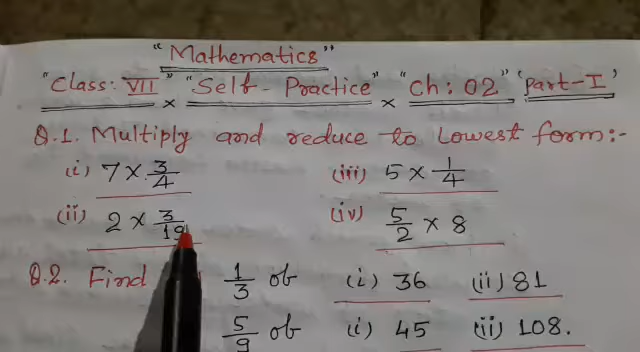 "Mathematics"
"Class: VII" × "Self-Practice" × "Ch: 02" 'Part-I'
Q.1. Multiply and reduce to lowest form:-
(i) 7 × 3/4 (iii) 5 × 1/4
(ii) 2 × 3/19 (iv) 5/2 × 8
Q.2. Find 1/3 of (i) 36 (ii) 81
5/9 of (i) 45 (ii) 108.